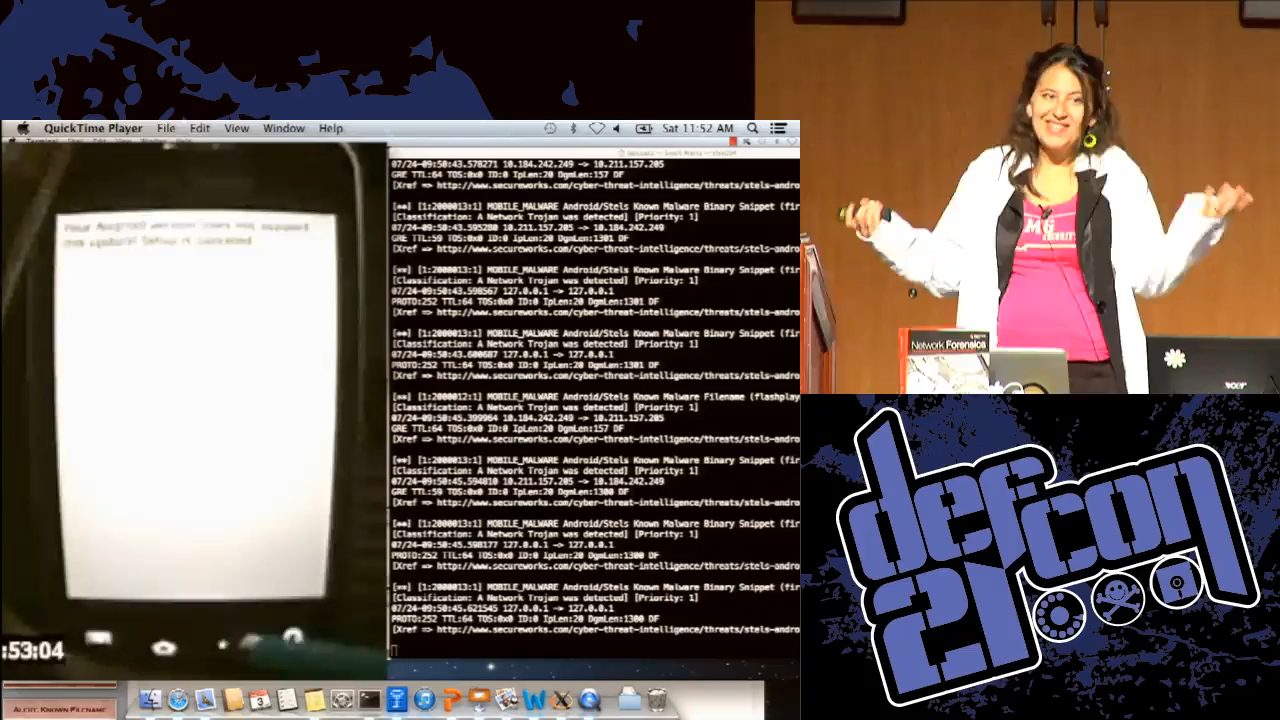 QuickTime Player File Edit View Window Help Sat 11:52 AM
07/24-09:50:43.578271 10.184.242.249 -> 10.211.157.205
GRE TTL:64 TOS:0x0 ID:0 IpLen:20 DgmLen:157 DF
[Xref => http://www.secureworks.com/cyber-threat-intelligence/threats/stels-andro
[**] [1:2000013:1] MOBILE_MALWARE Android/Stels Known Malware Binary Snippet (fir
[Classification: A Network Trojan was detected] [Priority: 1]
07/24-09:50:43.595280 10.211.157.205 -> 10.184.242.249
GRE TTL:59 TOS:0x0 ID:0 IpLen:20 DgmLen:1301 DF
[Xref => http://www.secureworks.com/cyber-threat-intelligence/threats/stels-andro
[**] [1:2000013:1] MOBILE_MALWARE Android/Stels Known Malware Binary Snippet (fir
[Classification: A Network Trojan was detected] [Priority: 1]
07/24-09:50:43.598567 127.0.0.1 -> 127.0.0.1
PROTO:252 TTL:64 TOS:0x0 ID:0 IpLen:20 DgmLen:1301 DF
[Xref => http://www.secureworks.com/cyber-threat-intelligence/threats/stels-andro
[**] [1:2000013:1] MOBILE_MALWARE Android/Stels Known Malware Binary Snippet (fir
[Classification: A Network Trojan was detected] [Priority: 1]
07/24-09:50:43.600687 127.0.0.1 -> 127.0.0.1
PROTO:252 TTL:64 TOS:0x0 ID:0 IpLen:20 DgmLen:1301 DF
[Xref => http://www.secureworks.com/cyber-threat-intelligence/threats/stels-andro
[**] [1:2000012:1] MOBILE_MALWARE Android/Stels Known Malware Filename (flashplay
[Classification: A Network Trojan was detected] [Priority: 1]
07/24-09:50:45.399964 10.184.242.249 -> 10.211.157.205
GRE TTL:64 TOS:0x0 ID:0 IpLen:20 DgmLen:157 DF
[Xref => http://www.secureworks.com/cyber-threat-intelligence/threats/stels-andro
[**] [1:2000013:1] MOBILE_MALWARE Android/Stels Known Malware Binary Snippet (fir
[Classification: A Network Trojan was detected] [Priority: 1]
07/24-09:50:45.594810 10.211.157.205 -> 10.184.242.249
GRE TTL:59 TOS:0x0 ID:0 IpLen:20 DgmLen:1300 DF
[Xref => http://www.secureworks.com/cyber-threat-intelligence/threats/stels-andro
[**] [1:2000013:1] MOBILE_MALWARE Android/Stels Known Malware Binary Snippet (fir
[Classification: A Network Trojan was detected] [Priority: 1]
07/24-09:50:45.598177 127.0.0.1 -> 127.0.0.1
PROTO:252 TTL:64 TOS:0x0 ID:0 IpLen:20 DgmLen:1300 DF
[Xref => http://www.secureworks.com/cyber-threat-intelligence/threats/stels-andro
[**] [1:2000013:1] MOBILE_MALWARE Android/Stels Known Malware Binary Snippet (fir
[Classification: A Network Trojan was detected] [Priority: 1]
07/24-09:50:45.621545 127.0.0.1 -> 127.0.0.1
PROTO:252 TTL:64 TOS:0x0 ID:0 IpLen:20 DgmLen:1300 DF
[Xref => http://www.secureworks.com/cyber-threat-intelligence/threats/stels-andro
:53:04
ALERT: KNOWN FILENAME
MG
Network Forensics
acer
defcon
21